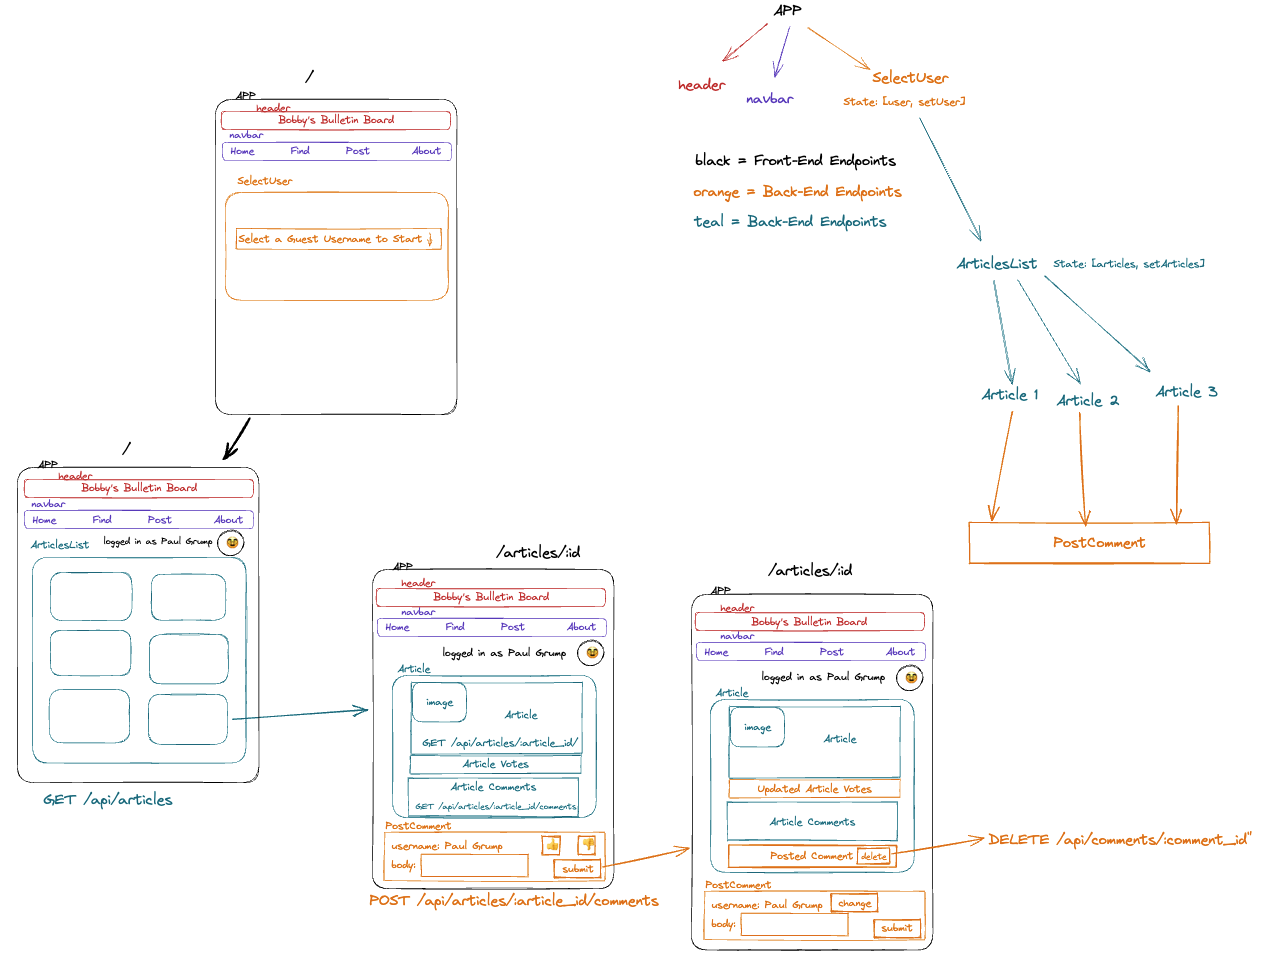 APP
header
navbar
SelectUser
State: [user, setUser]
black = Front-End Endpoints
orange = Back-End Endpoints
teal = Back-End Endpoints
ArticlesList
State: [articles, setArticles]
Article 1
Article 2
Article 3
PostComment
/
APP
header
Bobby's Bulletin Board
navbar
Home Find Post About
SelectUser
Select a Guest Username to Start
/
APP
header
Bobby's Bulletin Board
navbar
Home Find Post About
ArticlesList
logged in as Paul Grump
GET /api/articles
/articles/:id
APP
header
Bobby's Bulletin Board
navbar
Home Find Post About
logged in as Paul Grump
Article
image
Article
GET /api/articles/:article_id/
Article Votes
Article Comments
GET /api/articles/:article_id/comments
PostComment
username: Paul Grump
body:
submit
POST /api/articles/:article_id/comments
/articles/:id
APP
header
Bobby's Bulletin Board
navbar
Home Find Post About
logged in as Paul Grump
Article
image
Article
Updated Article Votes
Article Comments
Posted Comment delete
DELETE /api/comments/:comment_id"
PostComment
username: Paul Grump change
body:
submit